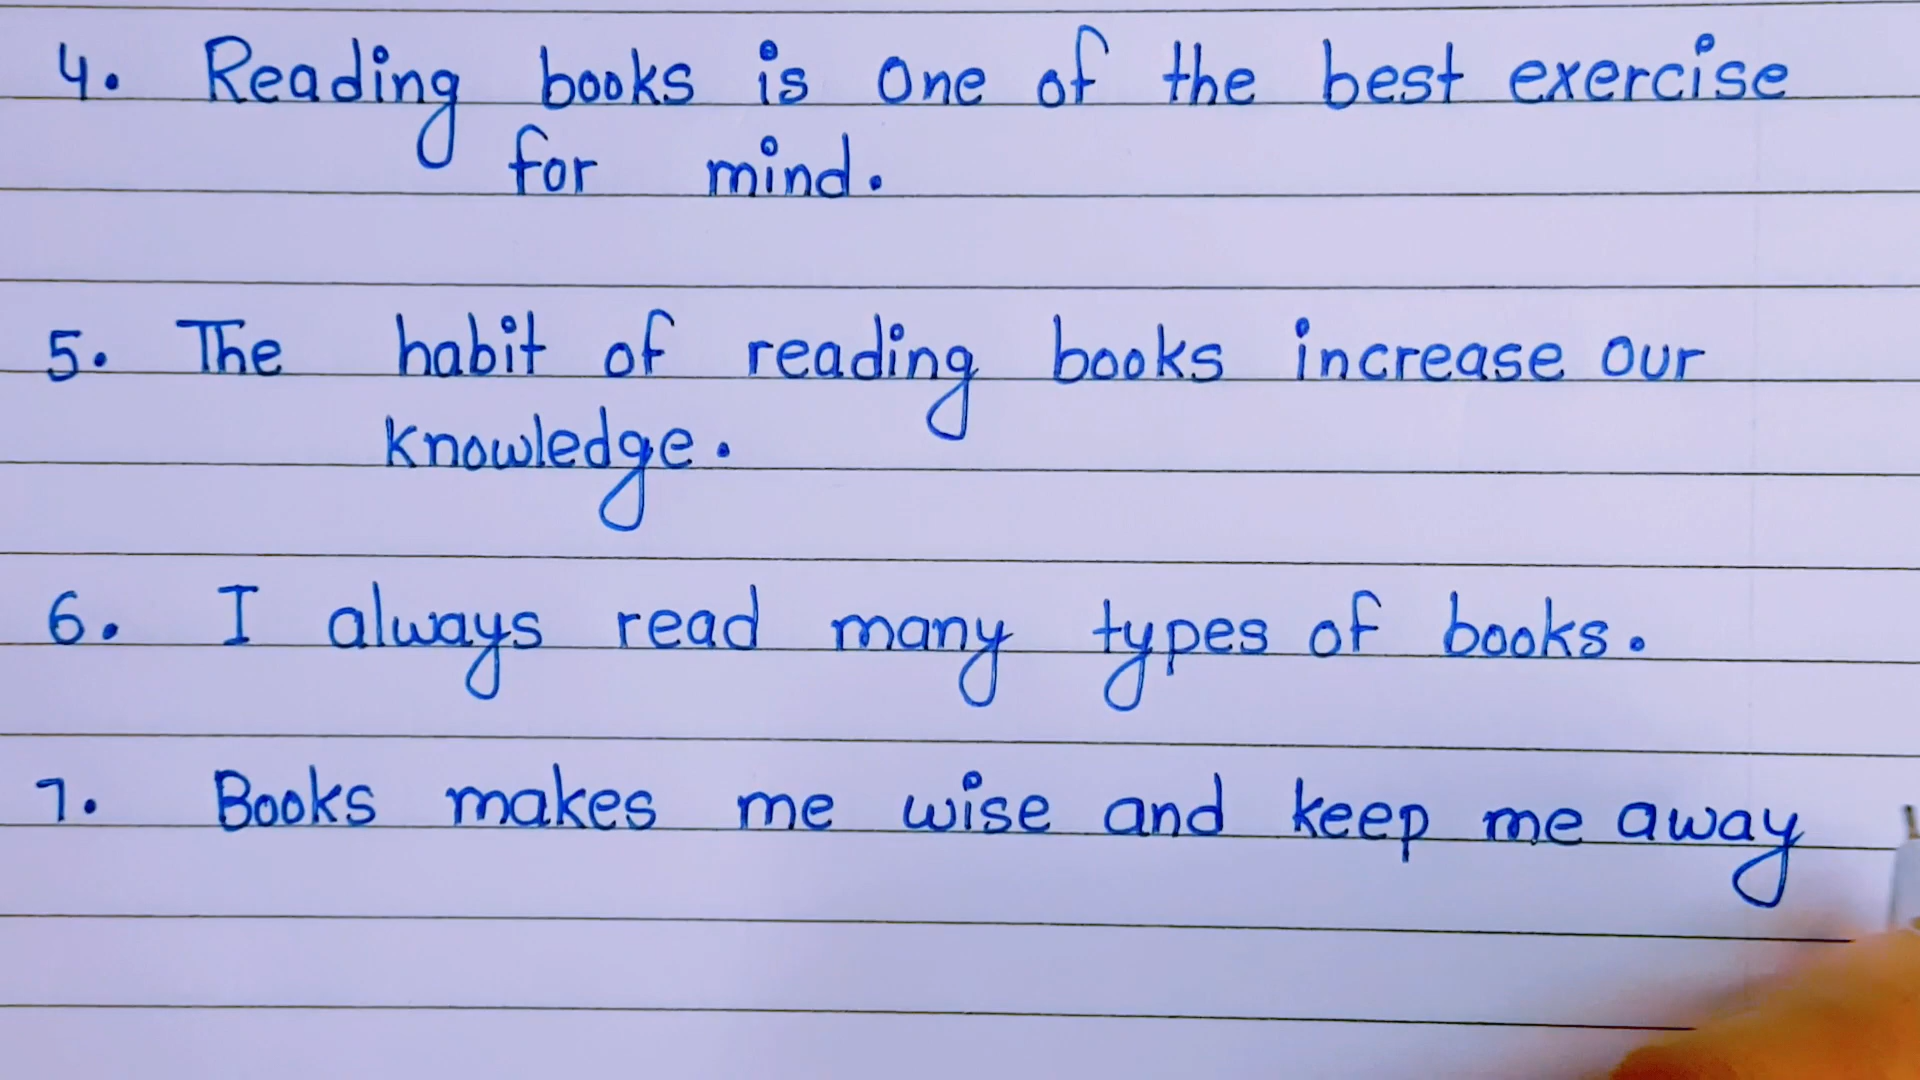 4. Reading books is one of the best exercise
for mind.
5. The habit of reading books increase our
knowledge.
6. I always read many types of books.
7. Books makes me wise and keep me away